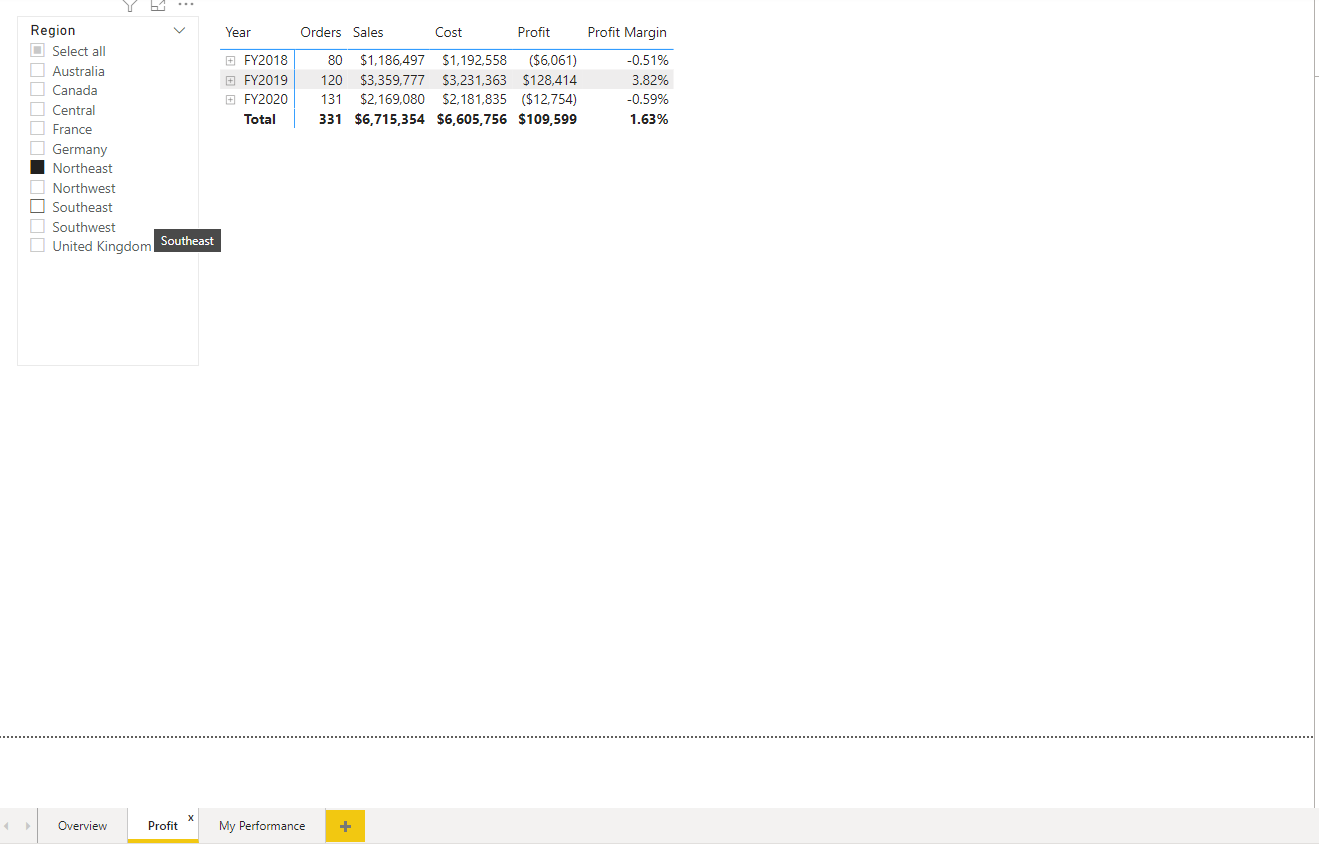 Region
Select all
Australia
Canada
Central
France
Germany
Northeast
Northwest
Southeast
Southwest
United Kingdom
Southeast
Year Orders Sales Cost Profit Profit Margin
FY2018 80 $1,186,497 $1,192,558 ($6,061) -0.51%
FY2019 120 $3,359,777 $3,231,363 $128,414 3.82%
FY2020 131 $2,169,080 $2,181,835 ($12,754) -0.59%
Total 331 $6,715,354 $6,605,756 $109,599 1.63%
Overview Profit x My Performance +